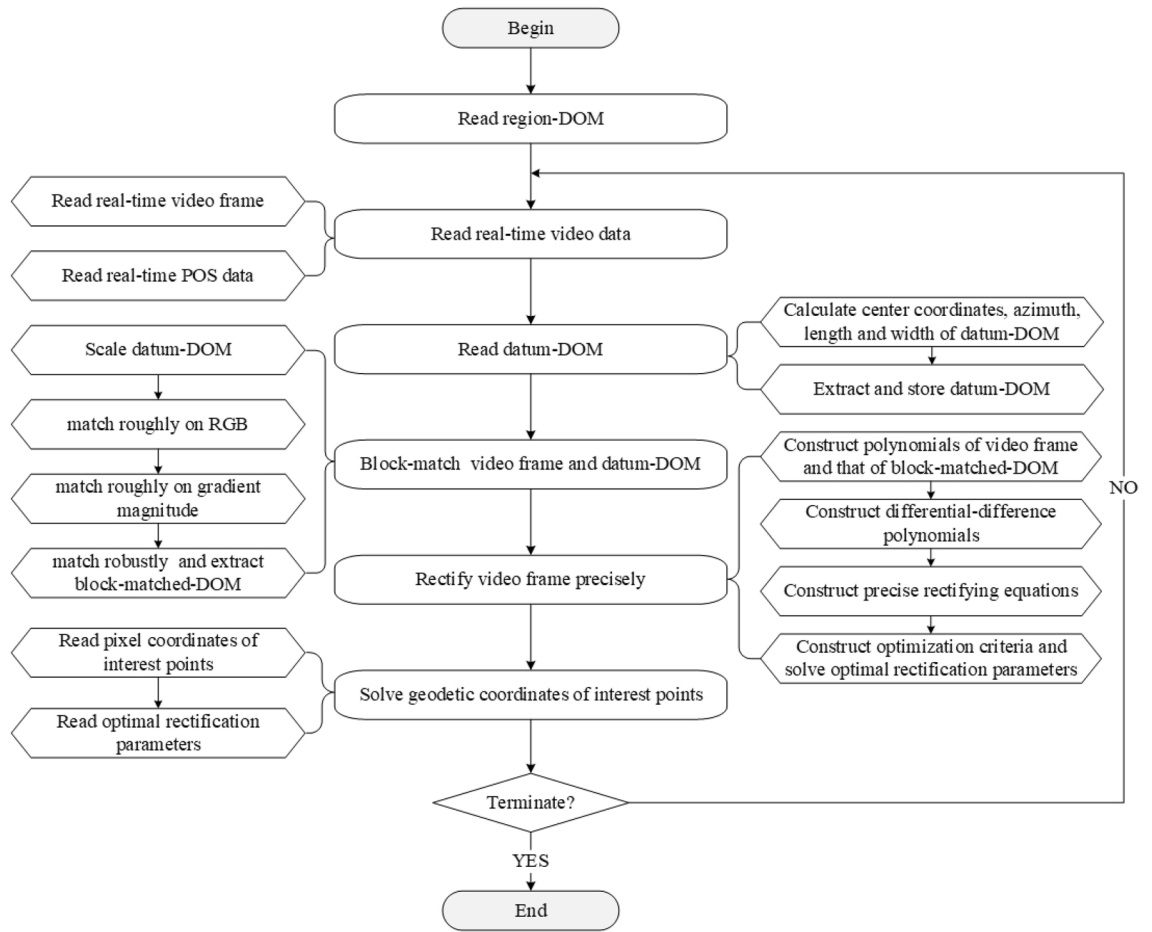 Begin
Read region-DOM
Read real-time video frame
Read real-time video data
Read real-time POS data
Calculate center coordinates, azimuth,
length and width of datum-DOM
Scale datum-DOM
Read datum-DOM
Extract and store datum-DOM
match roughly on RGB
Construct polynomials of video frame
and that of block-matched-DOM
Block-match video frame and datum-DOM
NO
match roughly on gradient
magnitude
Construct differential-difference
polynomials
match robustly and extract
block-matched-DOM
Rectify video frame precisely
Construct precise rectifying equations
Read pixel coordinates of
interest points
Construct optimization criteria and
solve optimal rectification parameters
Solve geodetic coordinates of interest points
Read optimal rectification
parameters
Terminate?
YES
End